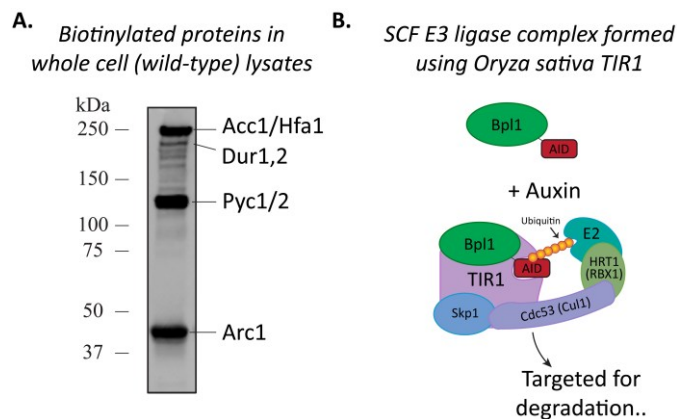 A.
Biotinylated proteins in
whole cell (wild-type) lysates
kDa
250
150
100
75
50
37
Acc1/Hfa1
Dur1,2
Pyc1/2
Arc1
B.
SCF E3 ligase complex formed
using Oryza sativa TIR1
Bpl1
AID
+ Auxin
Ubiquitin
E2
Bpl1
AID
HRT1
(RBX1)
TIR1
Skp1
Cdc53 (Cul1)
Targeted for
degradation..